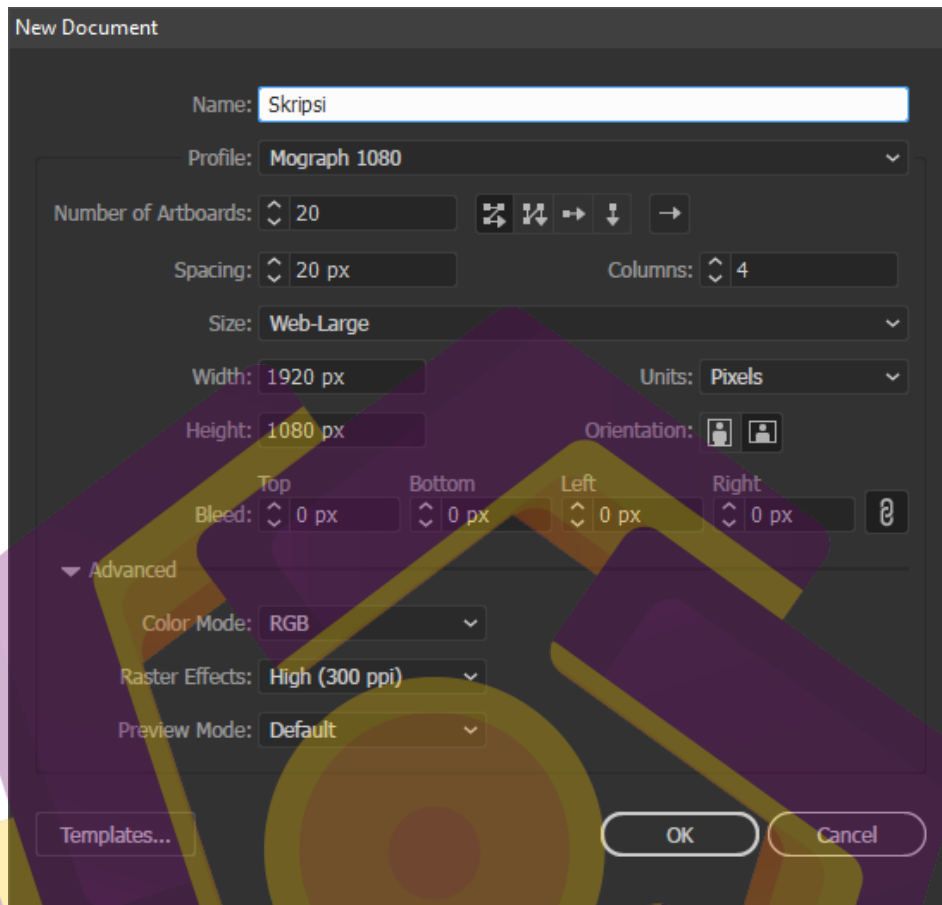 New Document
Name: Skripsi
Profile: Mograph 1080
Number of Artboards: 20
Spacing: 20 px Columns: 4
Size: Web-Large
Width: 1920 px Units: Pixels
Height: 1080 px Orientation:
Top Bottom Left Right
Bleed: 0 px 0 px 0 px 0 px
Advanced
Color Mode: RGB
Raster Effects: High (300 ppi)
Preview Mode: Default
Templates... OK Cancel